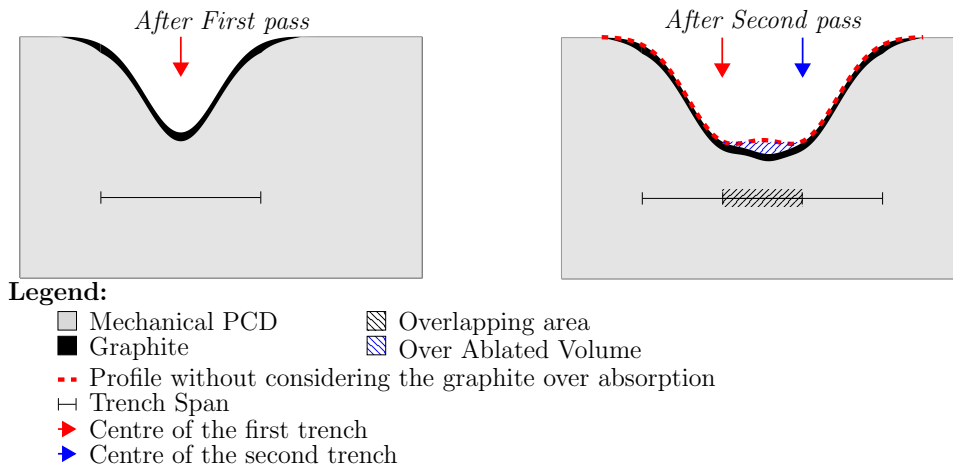 After First pass
After Second pass
Legend:
Mechanical PCD
Overlapping area
Graphite
Over Ablated Volume
Profile without considering the graphite over absorption
Trench Span
Centre of the first trench
Centre of the second trench